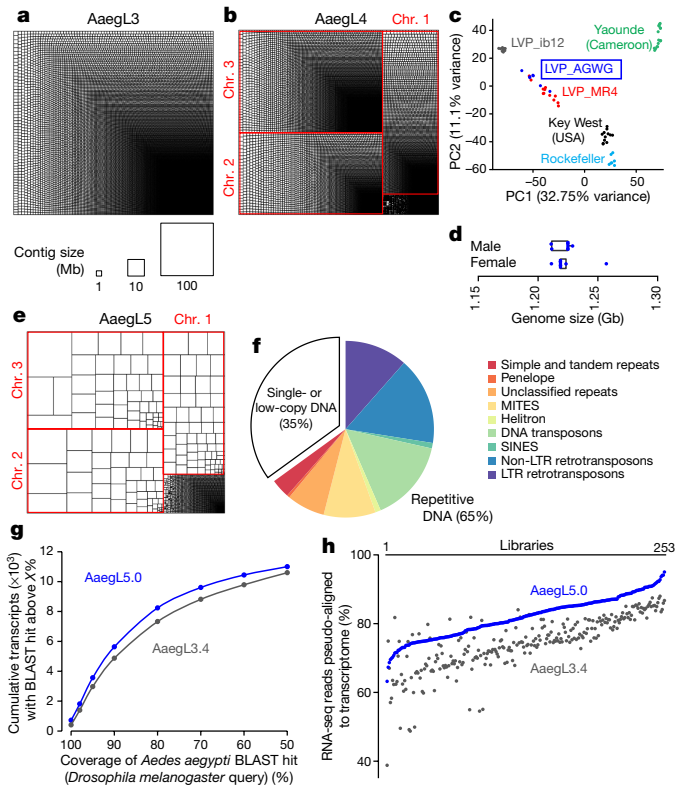 a
AaegL3
Contig size
(Mb)
1
10
100
b
AaegL4
Chr. 1
Chr. 3
Chr. 2
c
PC2 (11.1% variance)
40
20
0
−20
−40
−60
LVP_ib12
Yaounde
(Cameroon)
LVP_AGWG
LVP_MR4
Key West
(USA)
Rockefeller
−50
0
50
PC1 (32.75% variance)
d
Male
Female
1.15
1.20
1.25
1.30
Genome size (Gb)
e
AaegL5
Chr. 1
Chr. 3
Chr. 2
f
Single- or
low-copy DNA
(35%)
Repetitive
DNA (65%)
Simple and tandem repeats
Penelope
Unclassified repeats
MITES
Helitron
DNA transposons
SINES
Non-LTR retrotransposons
LTR retrotransposons
g
Cumulative transcripts (×10³)
with BLAST hit above X%
12
10
8
6
4
2
0
AaegL5.0
AaegL3.4
100
90
80
70
60
50
Coverage of Aedes aegypti BLAST hit
(Drosophila melanogaster query) (%)
h
1
Libraries
253
RNA-seq reads pseudo-aligned
to transcriptome (%)
100
80
60
40
AaegL5.0
AaegL3.4